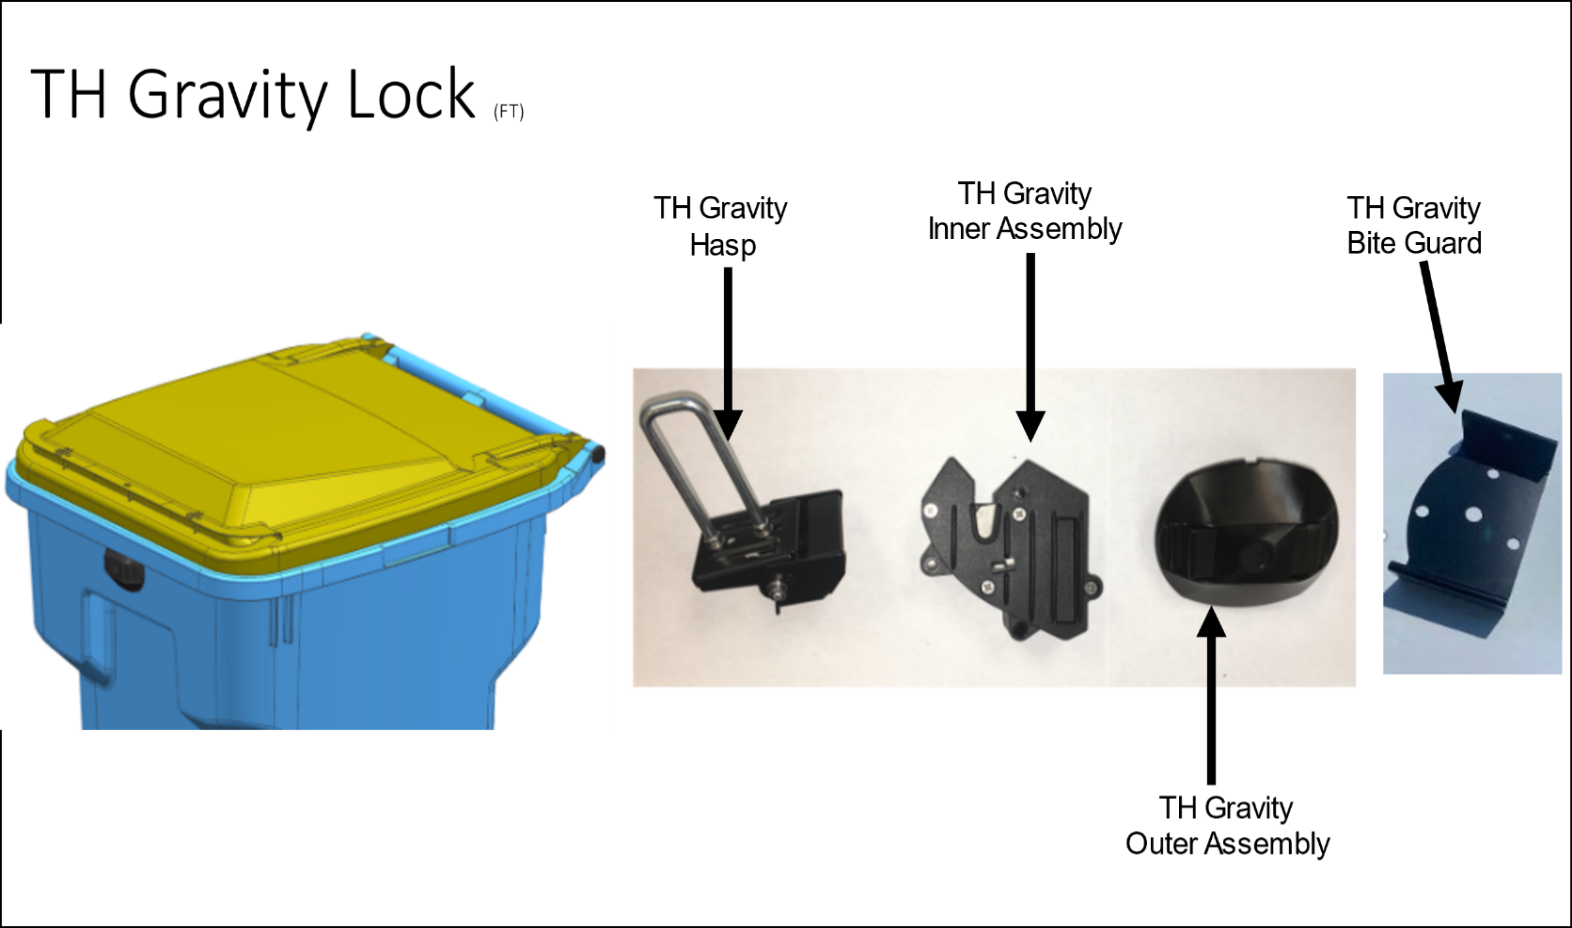 TH Gravity Lock (FT)
TH Gravity
Hasp
TH Gravity
Inner Assembly
TH Gravity
Bite Guard
TH Gravity
Outer Assembly